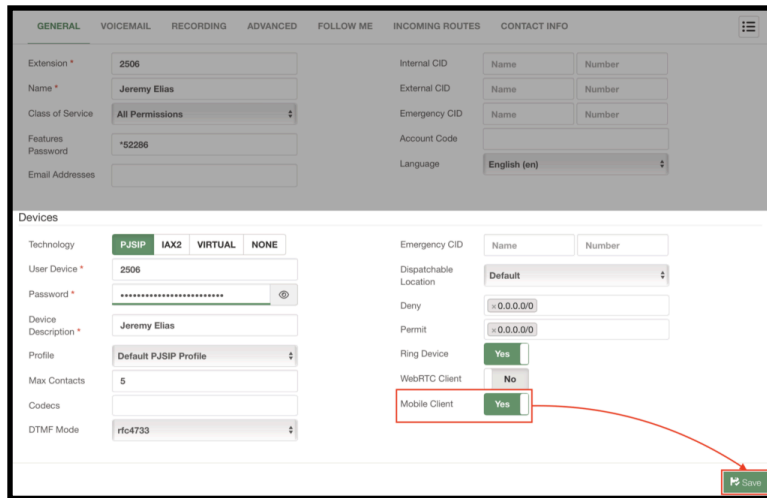 GENERAL VOICEMAIL RECORDING ADVANCED FOLLOW ME INCOMING ROUTES CONTACT INFO
Extension *
2506
Name *
Jeremy Elias
Class of Service
All Permissions
Features
Password
*52286
Email Addresses
Internal CID
Name
Number
External CID
Name
Number
Emergency CID
Name
Number
Account Code
Language
English (en)
Devices
Technology
PJSIP IAX2 VIRTUAL NONE
User Device *
2506
Password *
Device
Description *
Jeremy Elias
Profile
Default PJSIP Profile
Max Contacts
5
Codecs
DTMF Mode
rfc4733
Emergency CID
Name
Number
Dispatchable
Location
Default
Deny
×0.0.0.0/0
Permit
×0.0.0.0/0
Ring Device
Yes
WebRTC Client
No
Mobile Client
Yes
Save